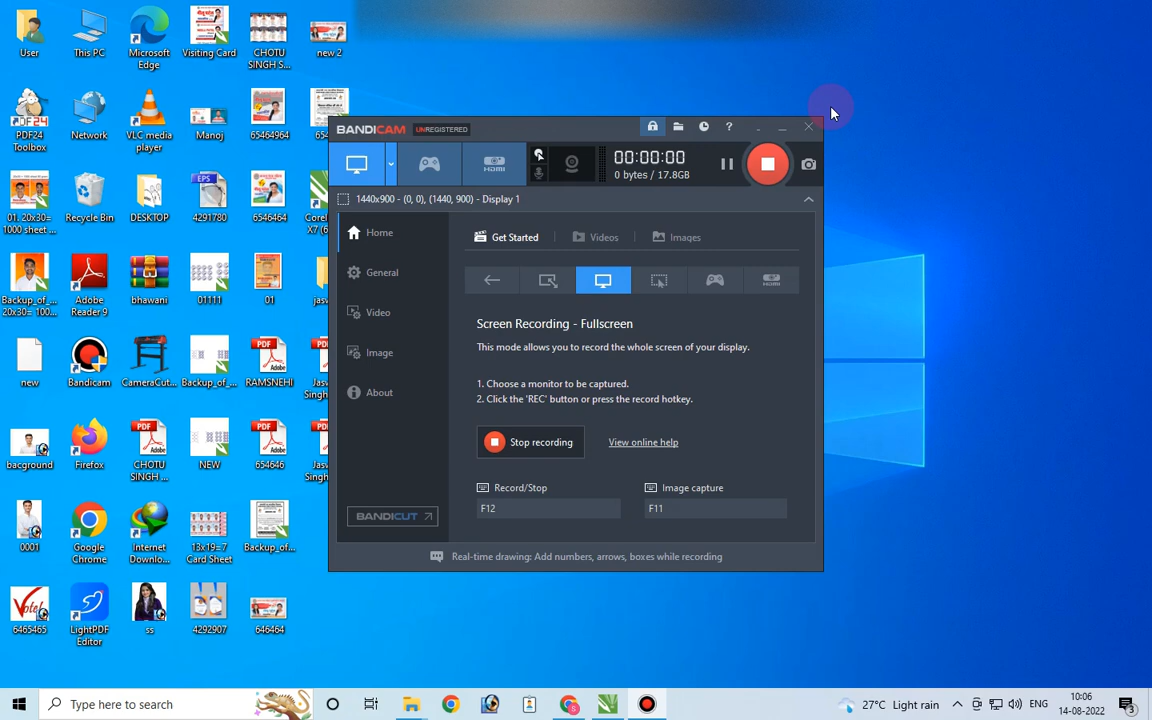 User
This PC
Microsoft
Edge
Visiting Card
CHOTU
SINGH S...
new 2
PDF24
Toolbox
Network
VLC media
player
Manoj
65464964
01. 20x30=
1000 sheet ...
Recycle Bin
DESKTOP
EPS
4291780
6546464
Backup_of_...
20x30= 100...
Adobe
Reader 9
bhawani
01111
01
new
Bandicam
CameraCut...
Backup_of_...
PDF
RAMSNEHI
bacground
Firefox
PDF
CHOTU
SINGH ...
NEW
PDF
654646
0001
Google
Chrome
Internet
Downlo...
13x19=7
Card Sheet
Backup_of...
Vote!
6465465
LightPDF
Editor
ss
4292907
646464
BANDICAM UNREGISTERED
?
HDMI
00:00:00
0 bytes / 17.8GB
1440x900 - (0, 0), (1440, 900) - Display 1
Home
General
Video
Image
About
BANDICUT
Get Started
Videos
Images
Screen Recording - Fullscreen
This mode allows you to record the whole screen of your display.
1. Choose a monitor to be captured.
2. Click the 'REC' button or press the record hotkey.
Stop recording
View online help
Record/Stop
Image capture
F12
F11
Real-time drawing: Add numbers, arrows, boxes while recording
Type here to search
27°C Light rain
ENG
10:06
14-08-2022
3